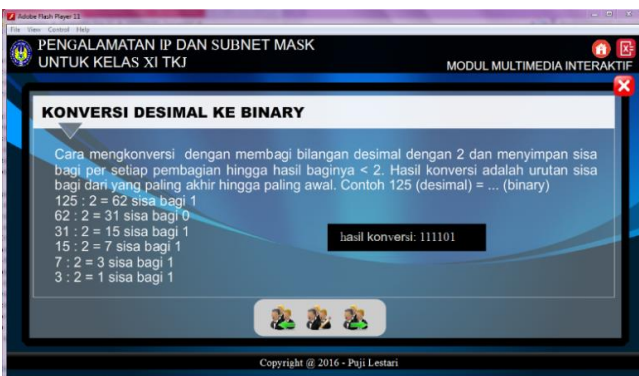 Adobe Flash Player 11
File View Control Help
PENGALAMATAN IP DAN SUBNET MASK
UNTUK KELAS XI TKJ
MODUL MULTIMEDIA INTERAKTIF
KONVERSI DESIMAL KE BINARY
Cara mengkonversi dengan membagi bilangan desimal dengan 2 dan menyimpan sisa
bagi per setiap pembagian hingga hasil baginya < 2. Hasil konversi adalah urutan sisa
bagi dari yang paling akhir hingga paling awal. Contoh 125 (desimal) = ... (binary)
125 : 2 = 62 sisa bagi 1
62 : 2 = 31 sisa bagi 0
31 : 2 = 15 sisa bagi 1
15 : 2 = 7 sisa bagi 1
7 : 2 = 3 sisa bagi 1
3 : 2 = 1 sisa bagi 1
hasil konversi: 111101
Copyright @ 2016 - Puji Lestari